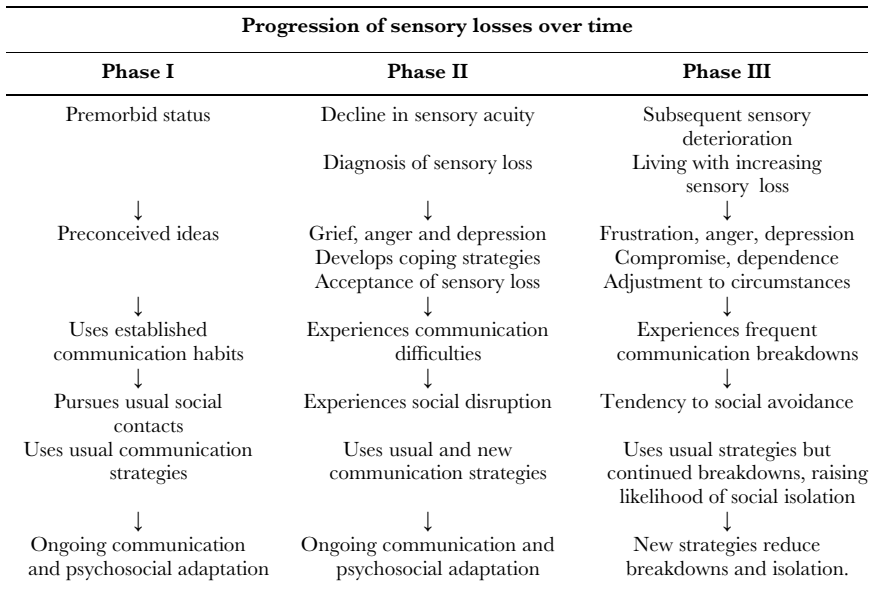 Progression of sensory losses over time
Phase I Phase II Phase III
Premorbid status Decline in sensory acuity Subsequent sensory
deterioration
Diagnosis of sensory loss Living with increasing
sensory loss
↓ ↓ ↓
Preconceived ideas Grief, anger and depression Frustration, anger, depression
Develops coping strategies Compromise, dependence
Acceptance of sensory loss Adjustment to circumstances
↓ ↓ ↓
Uses established Experiences communication Experiences frequent
communication habits difficulties communication breakdowns
↓ ↓ ↓
Pursues usual social Experiences social disruption Tendency to social avoidance
contacts
Uses usual communication Uses usual and new Uses usual strategies but
strategies communication strategies continued breakdowns, raising
likelihood of social isolation
↓ ↓ ↓
Ongoing communication Ongoing communication and New strategies reduce
and psychosocial adaptation psychosocial adaptation breakdowns and isolation.